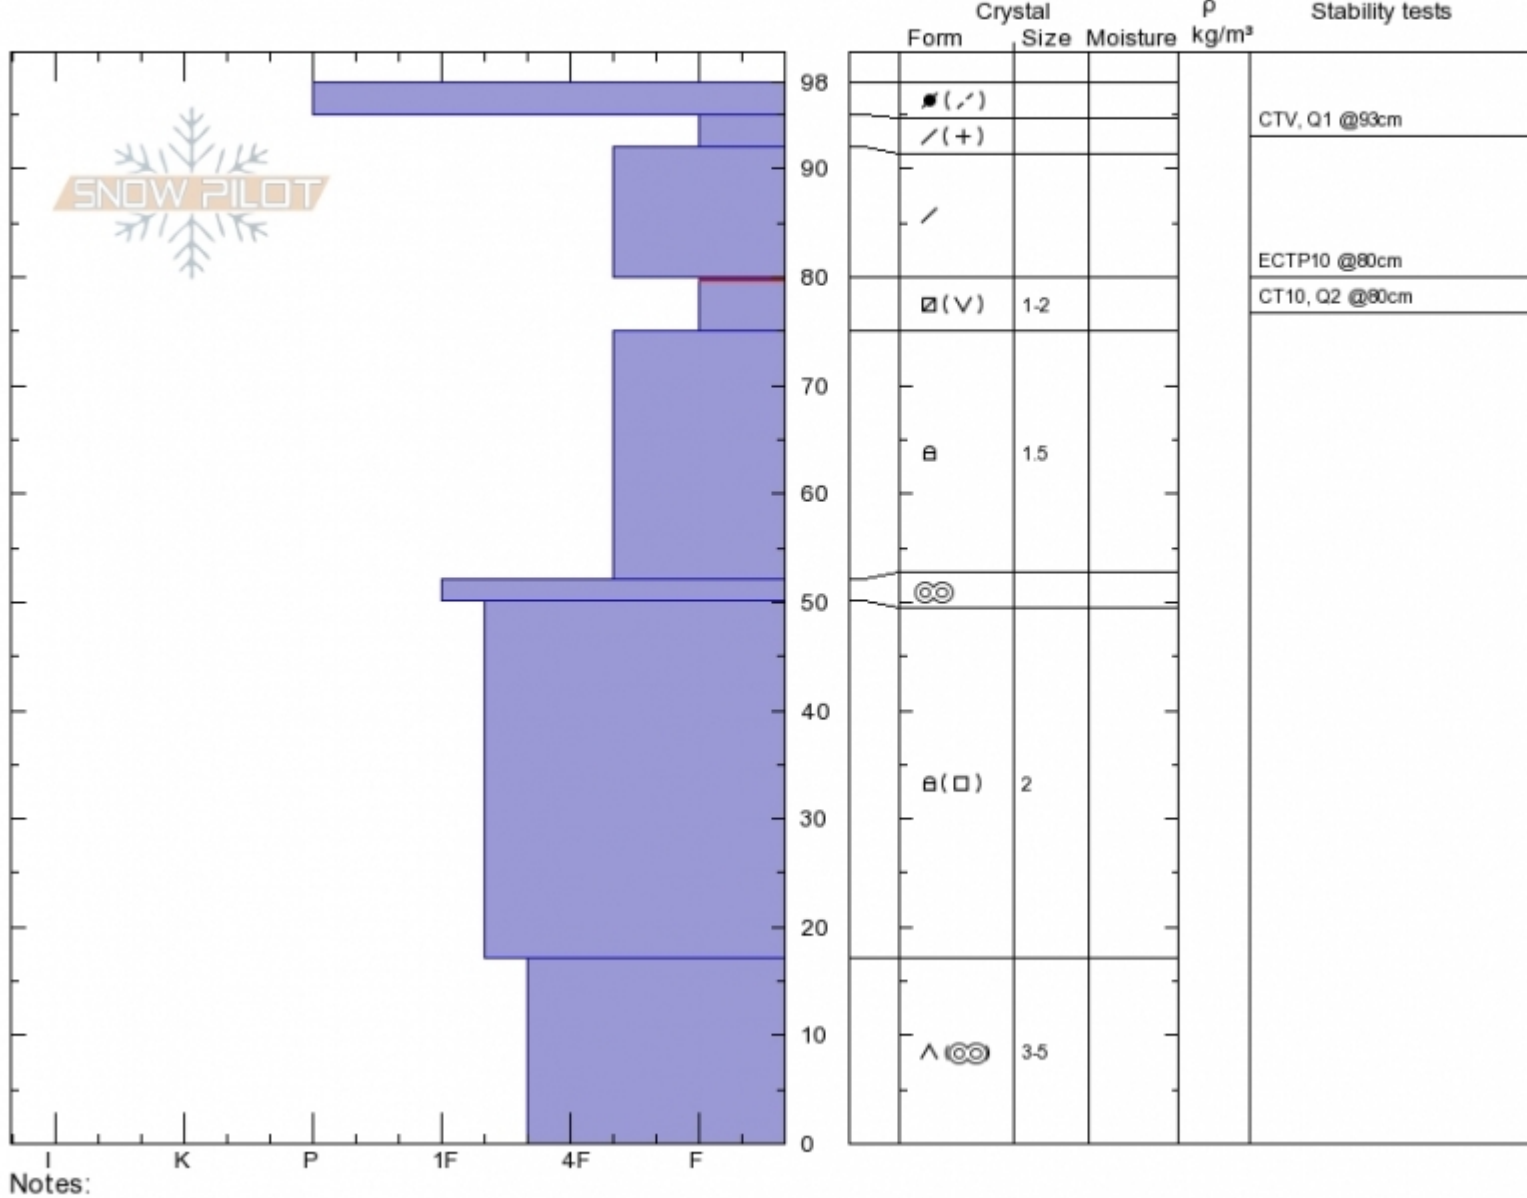 Crystal
ρ
Stability tests
Form Size Moisture kg/m³
98
CTV, Q1 @93cm
SNOW PILOT
90
ECTP10 @80cm
80
CT10, Q2 @80cm
1-2
70
1.5
60
50
40
2
30
20
10
3-5
0
I K P 1F 4F F
Notes: